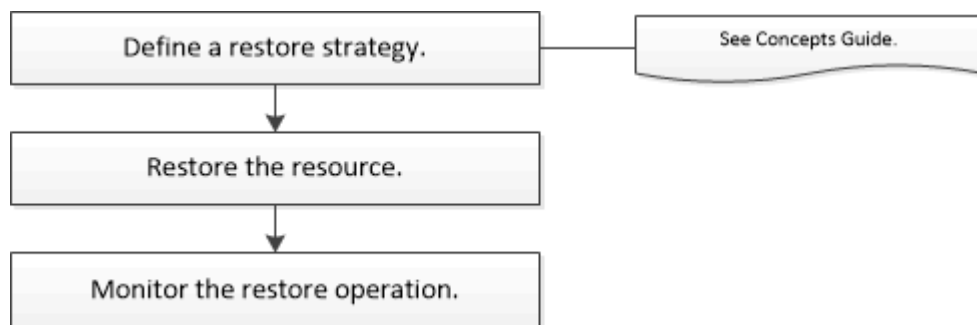 Define a restore strategy.
See Concepts Guide.
Restore the resource.
Monitor the restore operation.